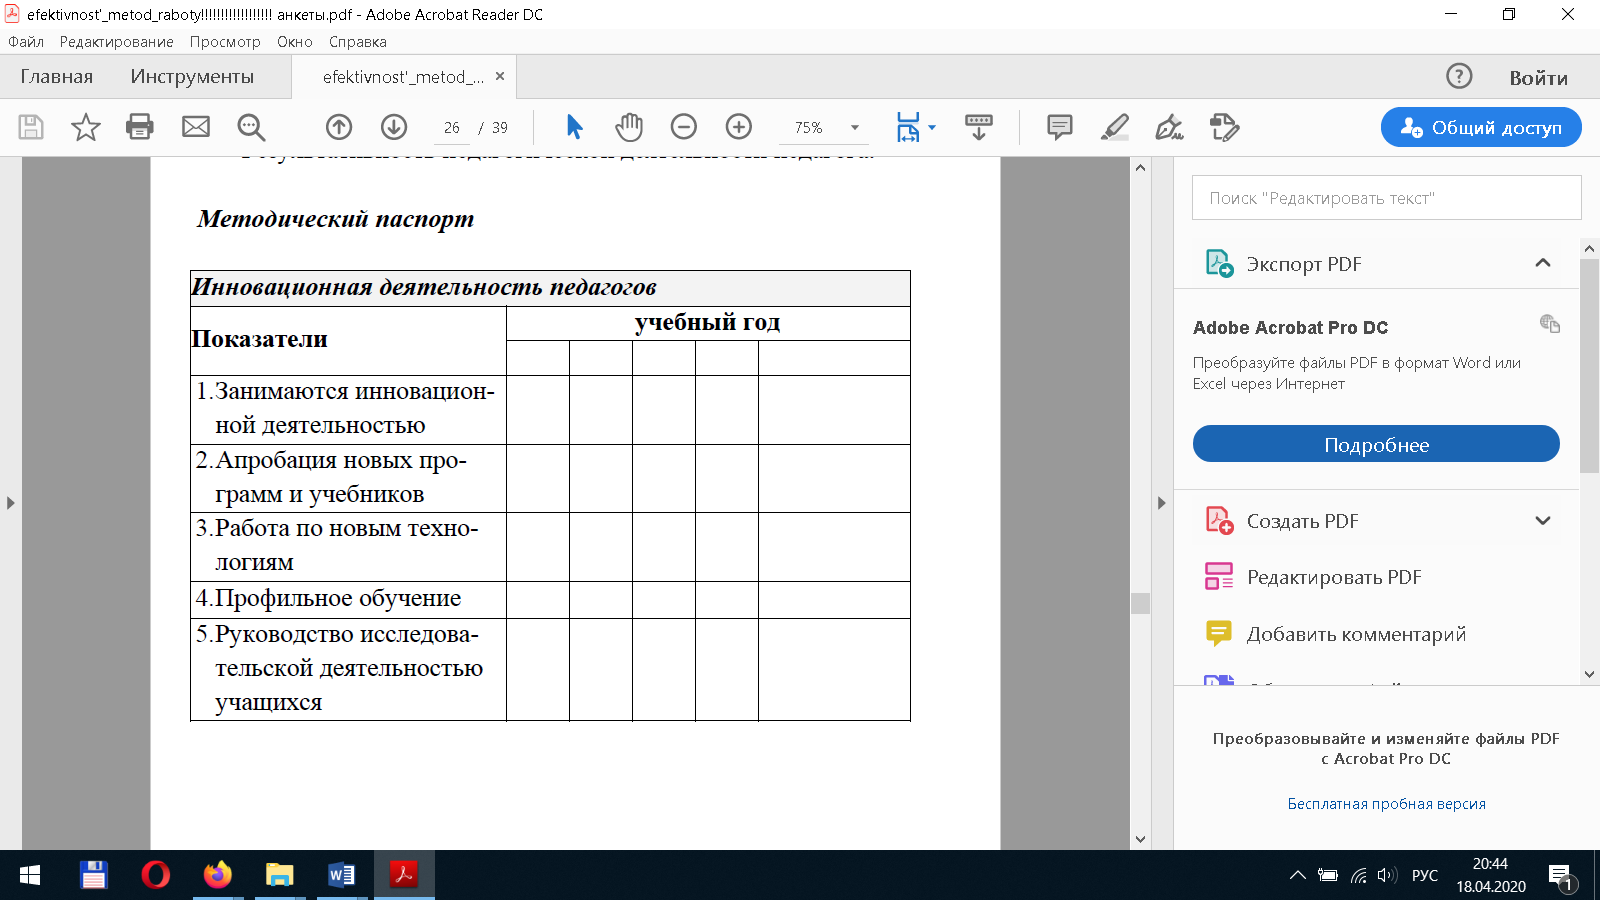 efektivnost'_metod_raboty!!!!!!!!!!!!!!!!!! анкеты.pdf - Adobe Acrobat Reader DC
Файл Редактирование Просмотр Окно Справка
Главная Инструменты efektivnost'_metod_... × ? Войти
26 / 39 75% Общий доступ
Методический паспорт
Инновационная деятельность педагогов
Показатели
учебный год
1.Занимаются инновацион-
ной деятельностью
2.Апробация новых про-
грамм и учебников
3.Работа по новым техно-
логиям
4.Профильное обучение
5.Руководство исследова-
тельской деятельностью
учащихся
Поиск "Редактировать текст"
Экспорт PDF
Adobe Acrobat Pro DC
Преобразуйте файлы PDF в формат Word или
Excel через Интернет
Подробнее
Создать PDF
Редактировать PDF
Добавить комментарий
Преобразовывайте и изменяйте файлы PDF
с Acrobat Pro DC
Бесплатная пробная версия
РУС
20:44
18.04.2020
1